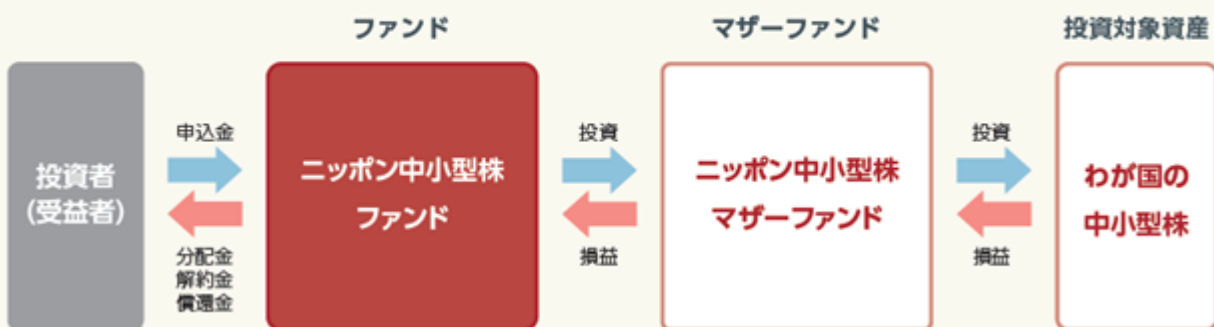 ファンド
マザーファンド
投資対象資産
投資者
(受益者)
申込金
分配金
解約金
償還金
ニッポン中小型株
ファンド
投資
損益
ニッポン中小型株
マザーファンド
投資
損益
わが国の
中小型株